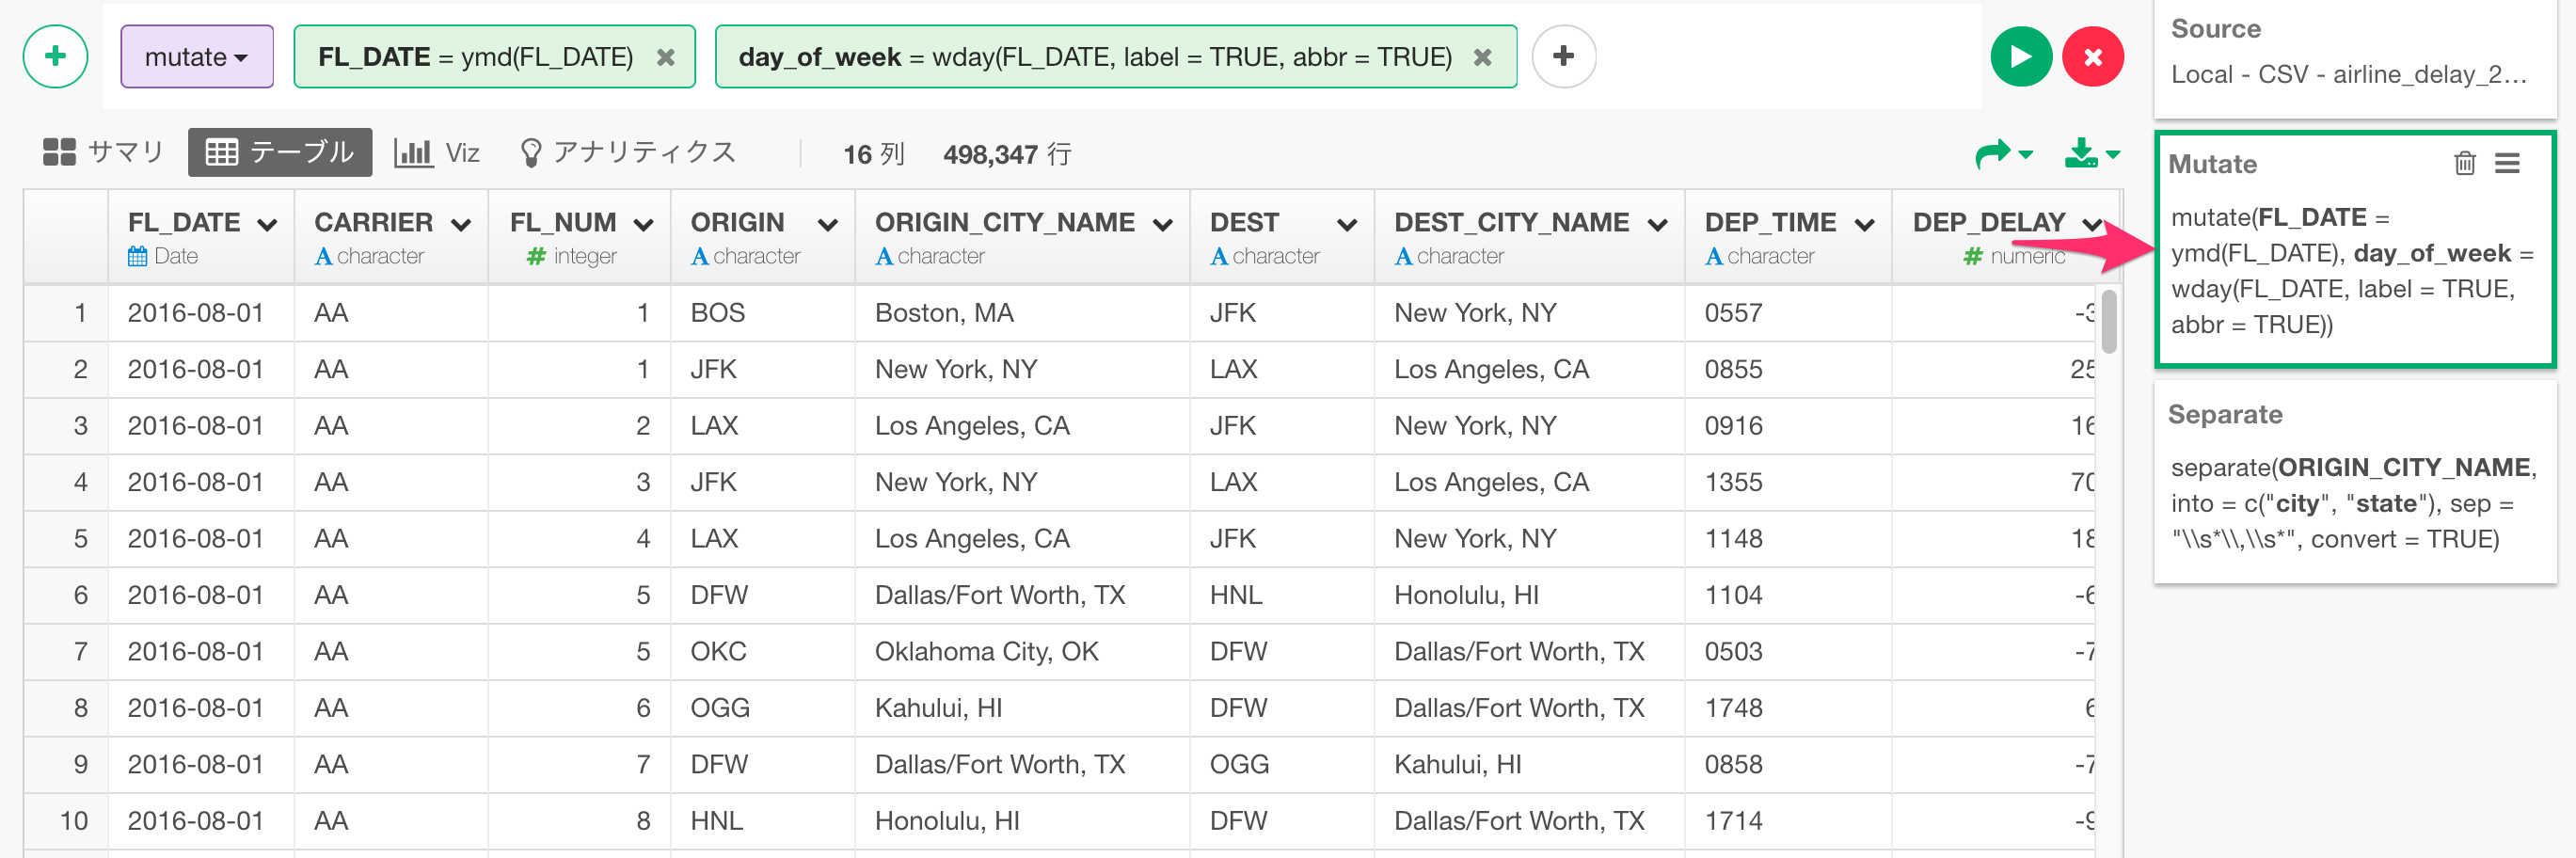 mutate
FL_DATE = ymd(FL_DATE)
day_of_week = wday(FL_DATE, label = TRUE, abbr = TRUE)
サマリ テーブル Viz アナリティクス 16 列 498,347 行
FL_DATE CARRIER FL_NUM ORIGIN ORIGIN_CITY_NAME DEST DEST_CITY_NAME DEP_TIME DEP_DELAY
Date character integer character character character character character numeric
1 2016-08-01 AA 1 BOS Boston, MA JFK New York, NY 0557 -3
2 2016-08-01 AA 1 JFK New York, NY LAX Los Angeles, CA 0855 25
3 2016-08-01 AA 2 LAX Los Angeles, CA JFK New York, NY 0916 16
4 2016-08-01 AA 3 JFK New York, NY LAX Los Angeles, CA 1355 70
5 2016-08-01 AA 4 LAX Los Angeles, CA JFK New York, NY 1148 18
6 2016-08-01 AA 5 DFW Dallas/Fort Worth, TX HNL Honolulu, HI 1104 -6
7 2016-08-01 AA 5 OKC Oklahoma City, OK DFW Dallas/Fort Worth, TX 0503 -7
8 2016-08-01 AA 6 OGG Kahului, HI DFW Dallas/Fort Worth, TX 1748 6
9 2016-08-01 AA 7 DFW Dallas/Fort Worth, TX OGG Kahului, HI 0858 -7
10 2016-08-01 AA 8 HNL Honolulu, HI DFW Dallas/Fort Worth, TX 1714 -9
Source
Local - CSV - airline_delay_2...
Mutate
mutate(FL_DATE =
ymd(FL_DATE), day_of_week =
wday(FL_DATE, label = TRUE,
abbr = TRUE))
Separate
separate(ORIGIN_CITY_NAME,
into = c("city", "state"), sep =
"\\s*\\,\\s*", convert = TRUE)